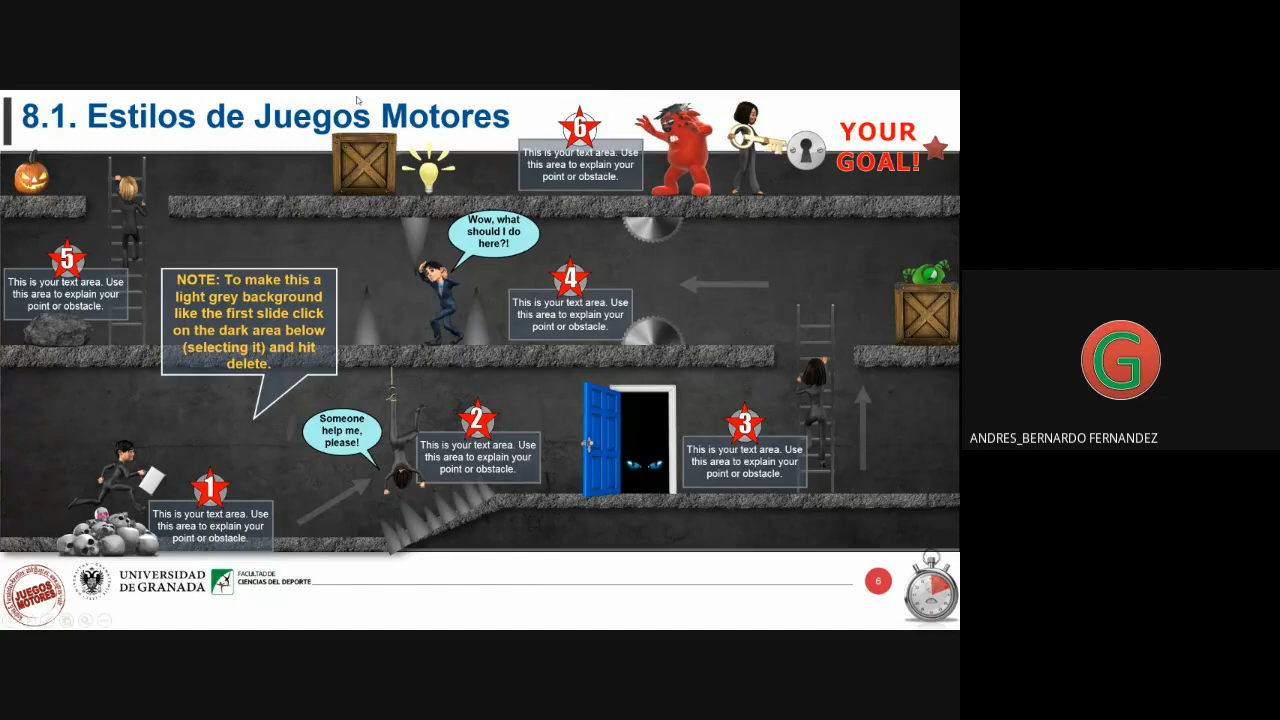 8.1. Estilos de Juegos Motores
6
This is your text area. Use
this area to explain your
point or obstacle.
YOUR
GOAL!
Wow, what
should I do
here?!
5
This is your text area. Use
this area to explain your
point or obstacle.
NOTE: To make this a
light grey background
like the first slide click
on the dark area below
(selecting it) and hit
delete.
4
This is your text area. Use
this area to explain your
point or obstacle.
Someone
help me,
please!
2
This is your text area. Use
this area to explain your
point or obstacle.
3
This is your text area. Use
this area to explain your
point or obstacle.
1
This is your text area. Use
this area to explain your
point or obstacle.
JUEGOS
MOTORES
UNIVERSIDAD
DE GRANADA
FACULTAD DE
CIENCIAS DEL DEPORTE
6
G
ANDRES_BERNARDO FERNANDEZ